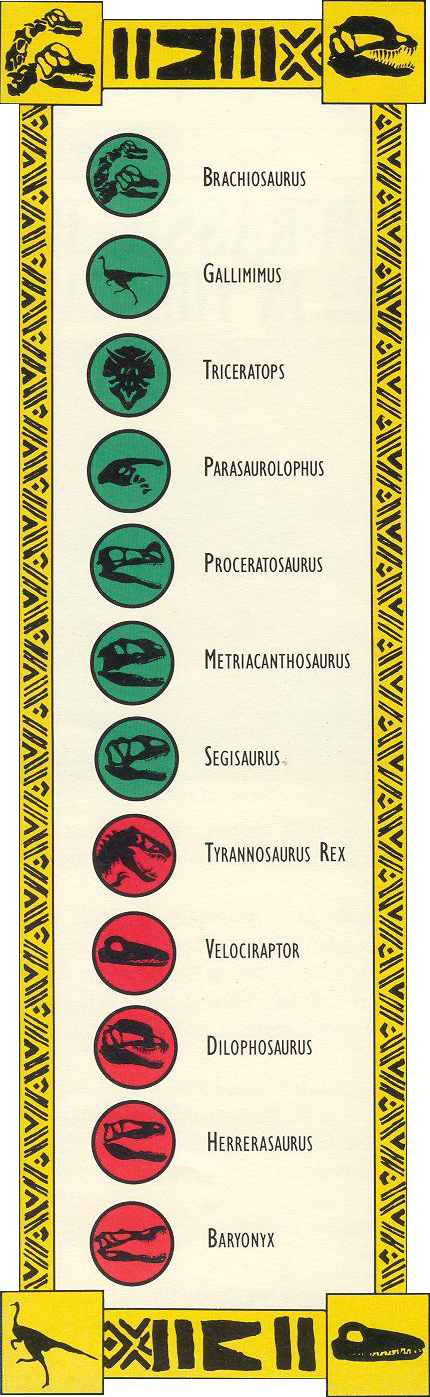 Brachiosaurus
Gallimimus
Triceratops
Parasaurolophus
Proceratosaurus
Metriacanthosaurus
Segisaurus
Tyrannosaurus Rex
Velociraptor
Dilophosaurus
Herrerasaurus
Baryonyx